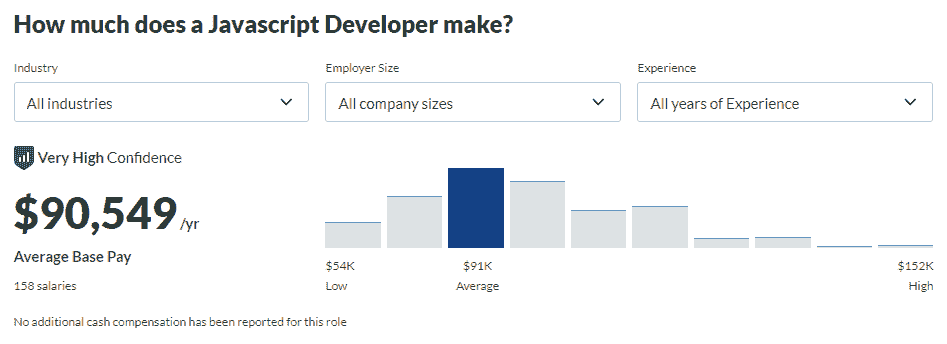 How much does a Javascript Developer make?
Industry
Employer Size
Experience
All industries
All company sizes
All years of Experience
Very High Confidence
$90,549 /yr
Average Base Pay
158 salaries
$54K
Low
$91K
Average
$152K
High
No additional cash compensation has been reported for this role